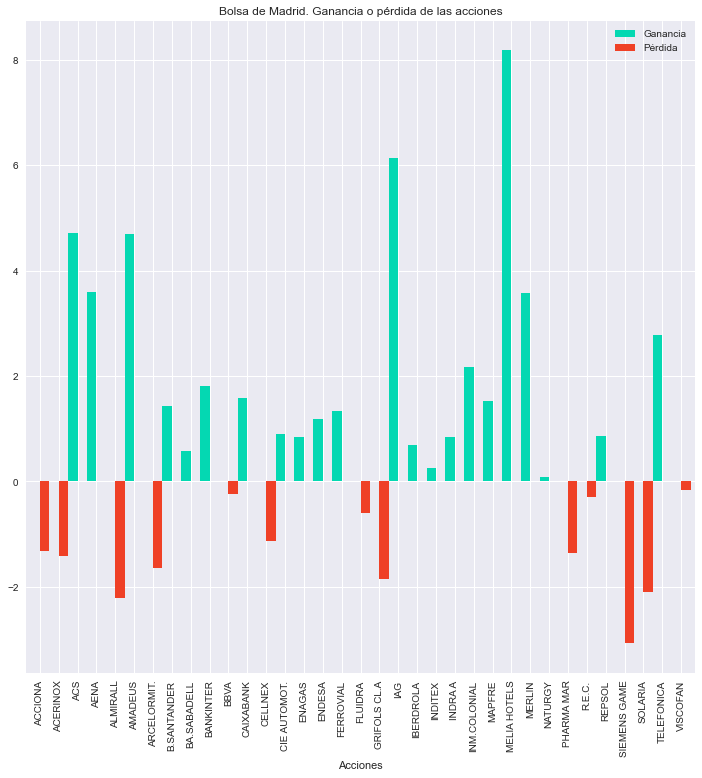 Bolsa de Madrid. Ganancia o pérdida de las acciones
Ganancia
Pérdida
8
6
4
2
0
−2
ACCIONA
ACERINOX
ACS
AENA
ALMIRALL
AMADEUS
ARCELORMIT.
B.SANTANDER
BA.SABADELL
BANKINTER
BBVA
CAIXABANK
CELLNEX
CIE AUTOMOT.
ENAGAS
ENDESA
FERROVIAL
FLUIDRA
GRIFOLS CL.A
IAG
IBERDROLA
INDITEX
INDRA A
INM.COLONIAL
MAPFRE
MELIA HOTELS
MERLIN
NATURGY
PHARMA MAR
R.E.C.
REPSOL
SIEMENS GAME
SOLARIA
TELEFONICA
VISCOFAN
Acciones